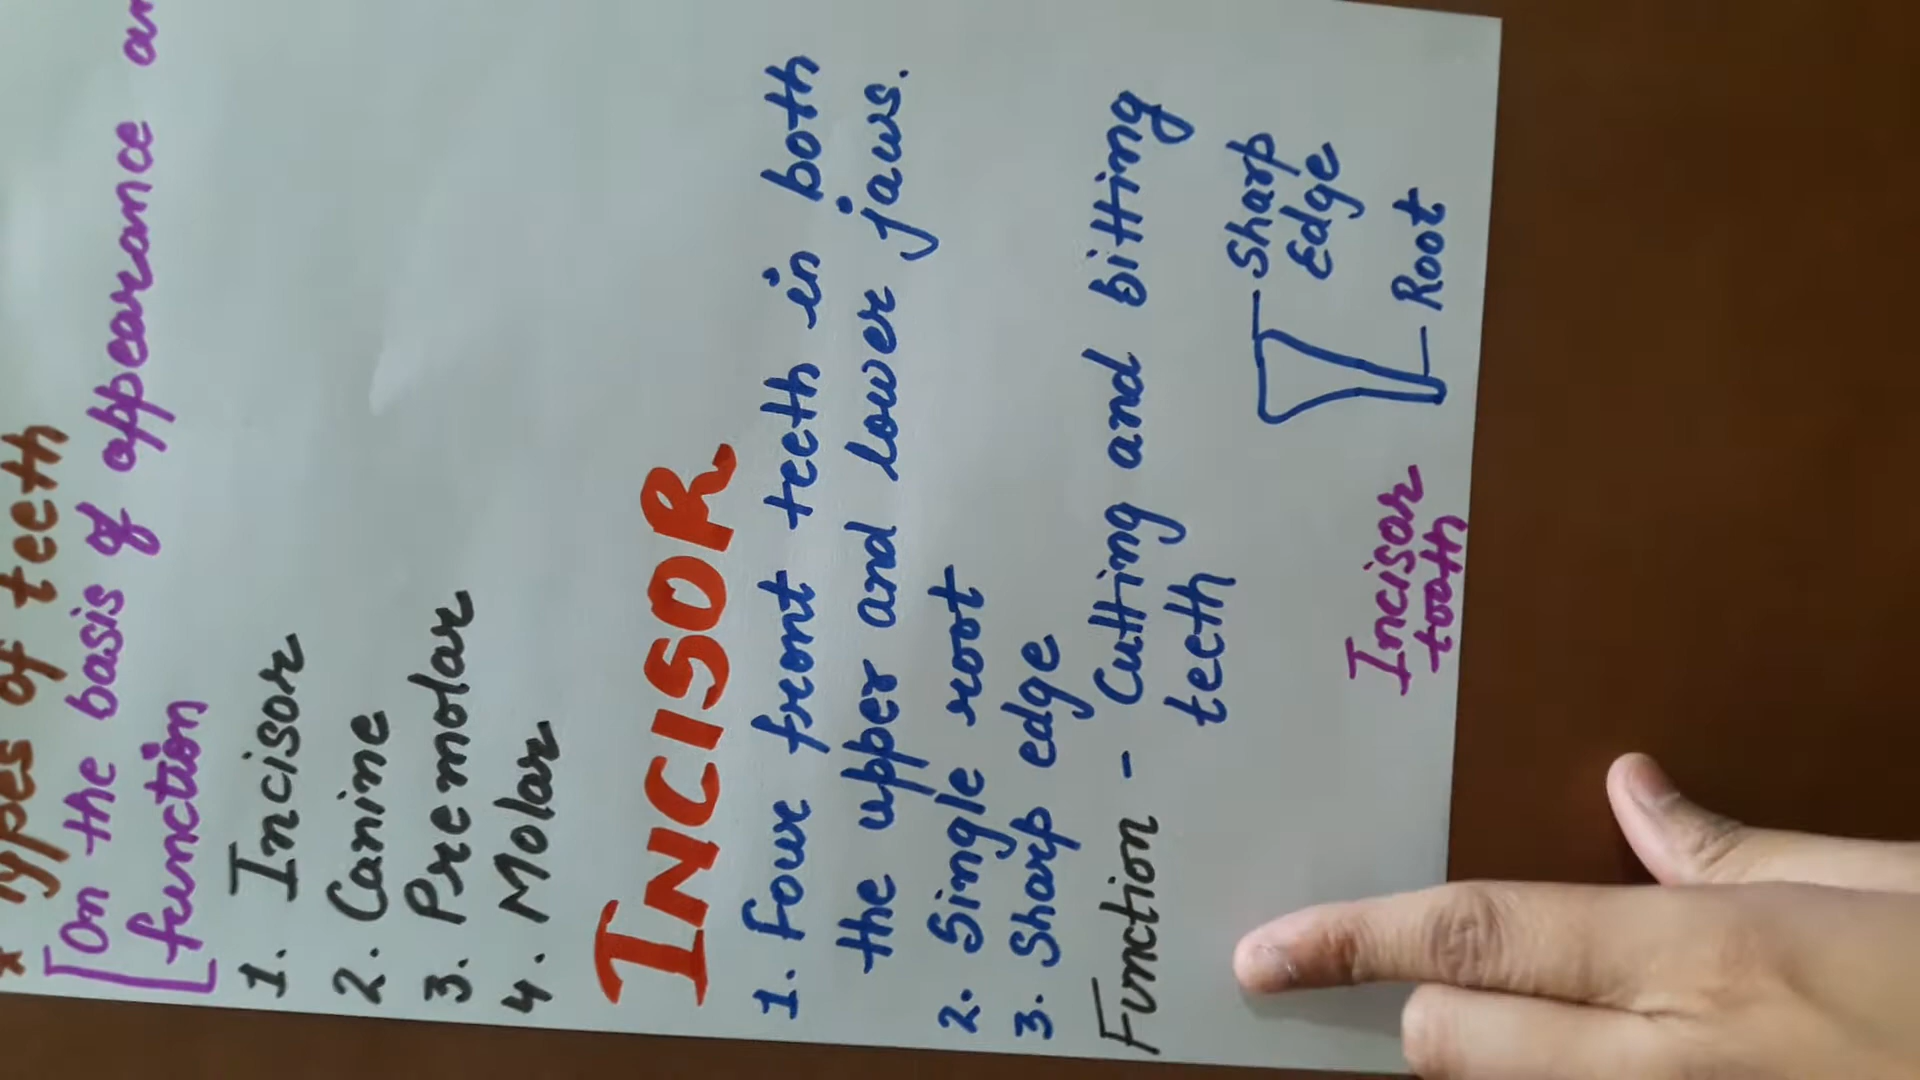 * Types of teeth
[On the basis of appearance
function
1. Incisor
2. Canine
3. Premolar
4. Molar
INCISOR
1. Four front teeth in both
the upper and lower jaws.
2. Single root
3. Sharp edge
Function - Cutting and bitting
teeth
Sharp
Edge
Root
Incisor
tooth